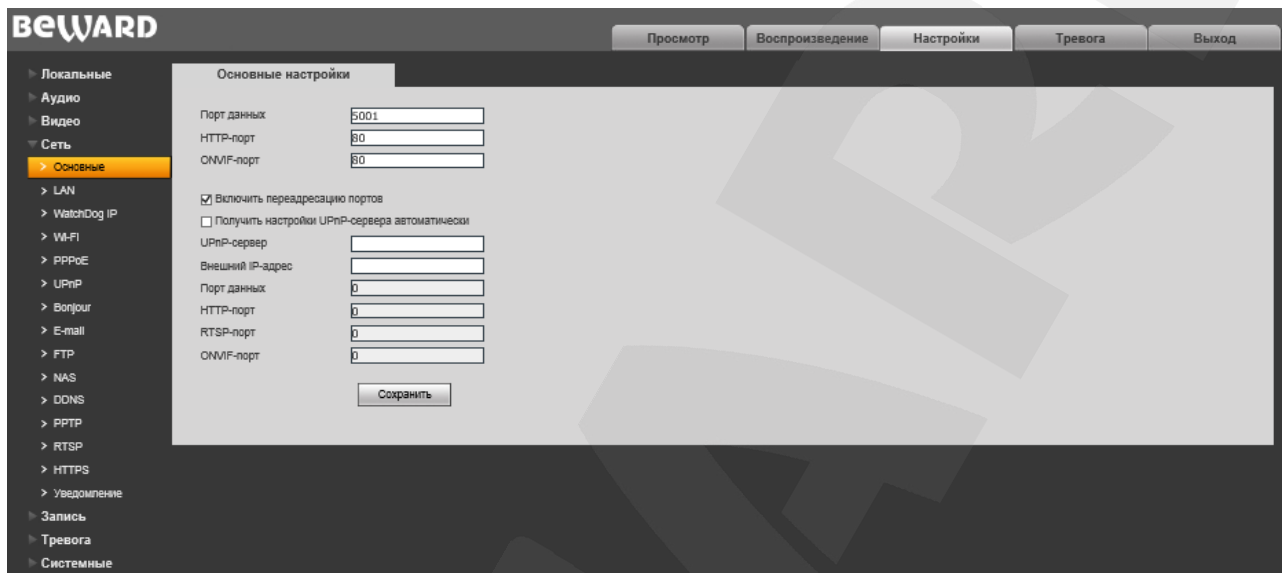 BEWARD
Просмотр
Воспроизведение
Настройки
Тревога
Выход
Локальные
Аудио
Видео
Сеть
> Основные
> LAN
> WatchDog IP
> Wi-Fi
> PPPoE
> UPnP
> Bonjour
> E-mail
> FTP
> NAS
> DDNS
> PPTP
> RTSP
> HTTPS
> Уведомление
Запись
Тревога
Системные
Основные настройки
Порт данных 5001
HTTP-порт 80
ONVIF-порт 80
Включить переадресацию портов
Получить настройки UPnP-сервера автоматически
UPnP-сервер
Внешний IP-адрес
Порт данных 0
HTTP-порт 0
RTSP-порт 0
ONVIF-порт 0
Сохранить